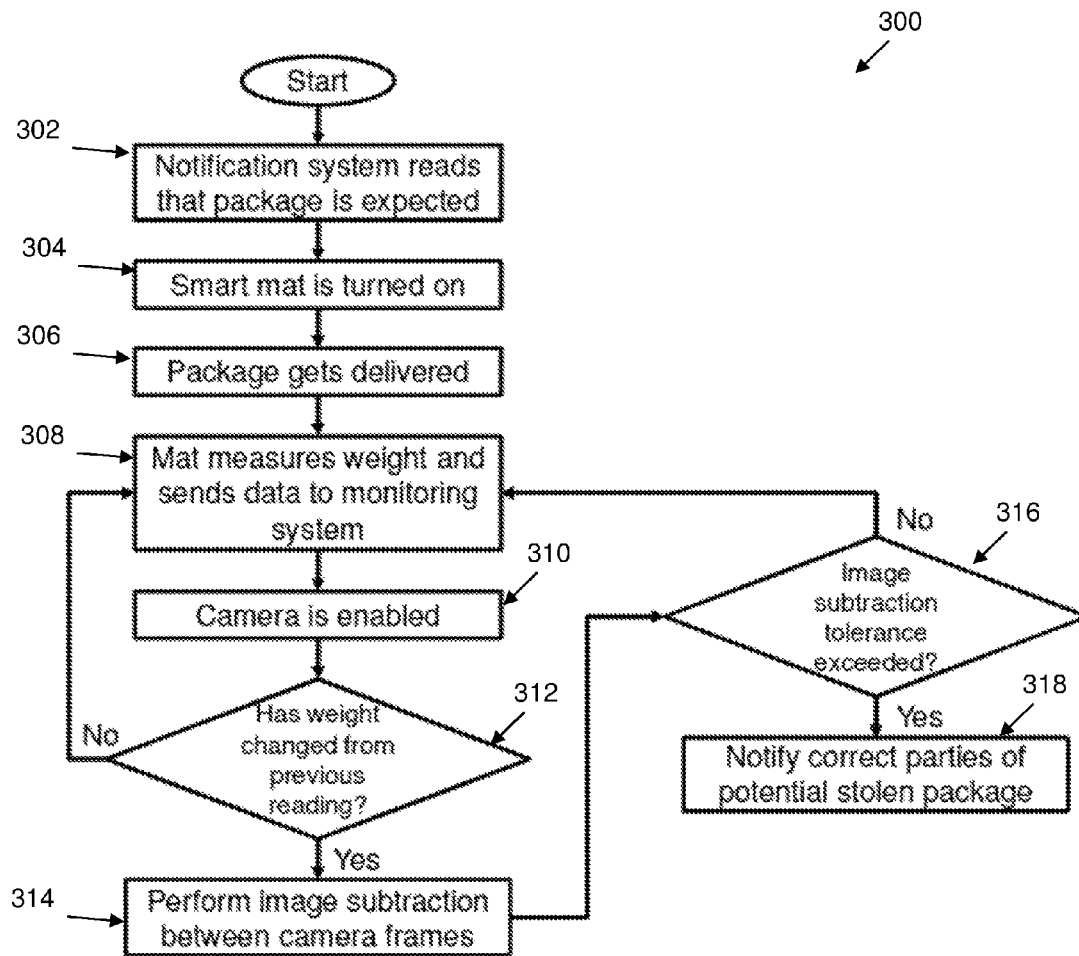 300
Start
302
Notification system reads
that package is expected
304
Smart mat is turned on
306
Package gets delivered
308
Mat measures weight and
sends data to monitoring
system
310
Camera is enabled
312
Has weight
changed from
previous
reading?
No
Yes
314
Perform image subtraction
between camera frames
316
Image
subtraction
tolerance
exceeded?
No
Yes
318
Notify correct parties of
potential stolen package